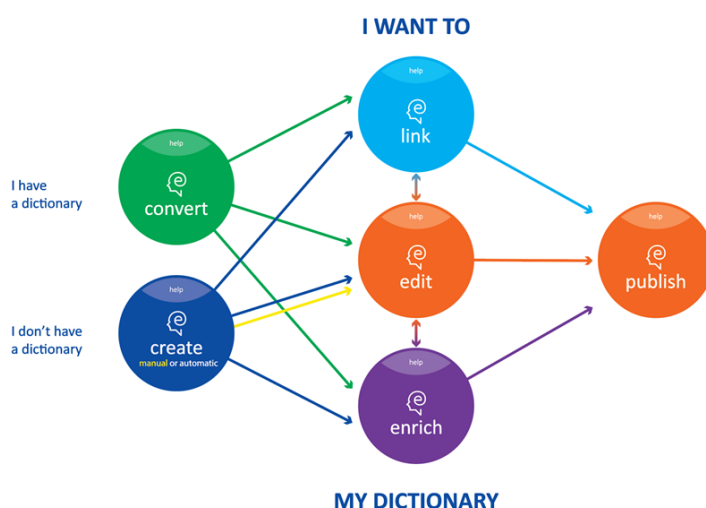 I WANT TO
help
link
I have
a dictionary
help
convert
help
edit
help
publish
I don't have
a dictionary
help
create
manual or automatic
help
enrich
MY DICTIONARY